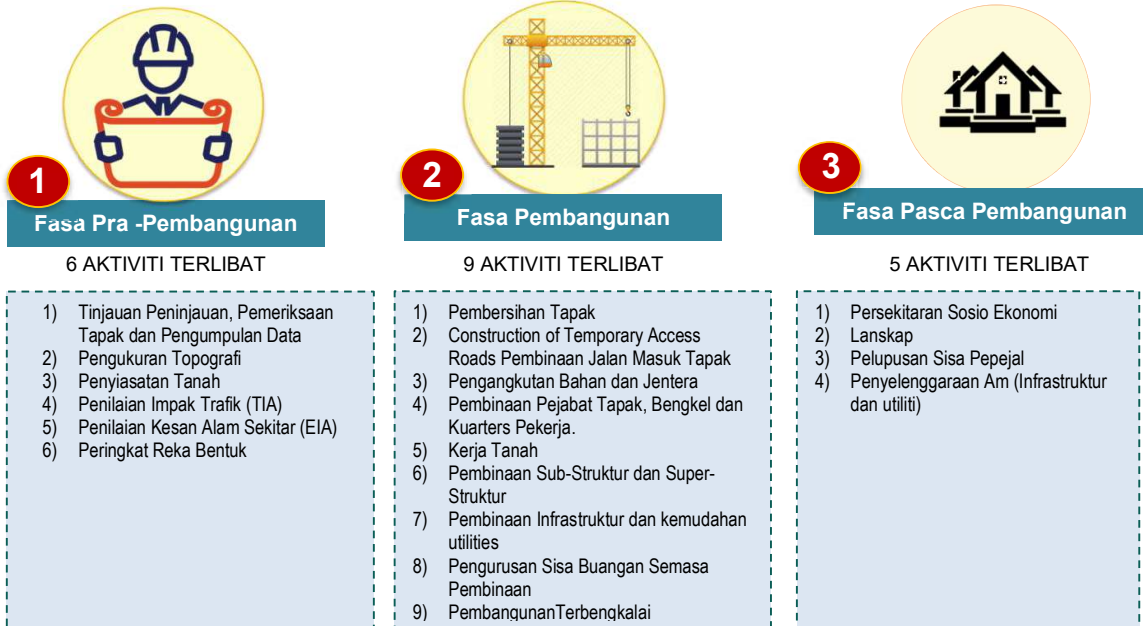 1
Fasa Pra -Pembangunan
6 AKTIVITI TERLIBAT
1) Tinjauan Peninjauan, Pemeriksaan
Tapak dan Pengumpulan Data
2) Pengukuran Topografi
3) Penyiasatan Tanah
4) Penilaian Impak Trafik (TIA)
5) Penilaian Kesan Alam Sekitar (EIA)
6) Peringkat Reka Bentuk
2
Fasa Pembangunan
9 AKTIVITI TERLIBAT
1) Pembersihan Tapak
2) Construction of Temporary Access
Roads Pembinaan Jalan Masuk Tapak
3) Pengangkutan Bahan dan Jentera
4) Pembinaan Pejabat Tapak, Bengkel dan
Kuarters Pekerja.
5) Kerja Tanah
6) Pembinaan Sub-Struktur dan Super-
Struktur
7) Pembinaan Infrastruktur dan kemudahan
utilities
8) Pengurusan Sisa Buangan Semasa
Pembinaan
9) PembangunanTerbengkalai
3
Fasa Pasca Pembangunan
5 AKTIVITI TERLIBAT
1) Persekitaran Sosio Ekonomi
2) Lanskap
3) Pelupusan Sisa Pepejal
4) Penyelenggaraan Am (Infrastruktur
dan utiliti)